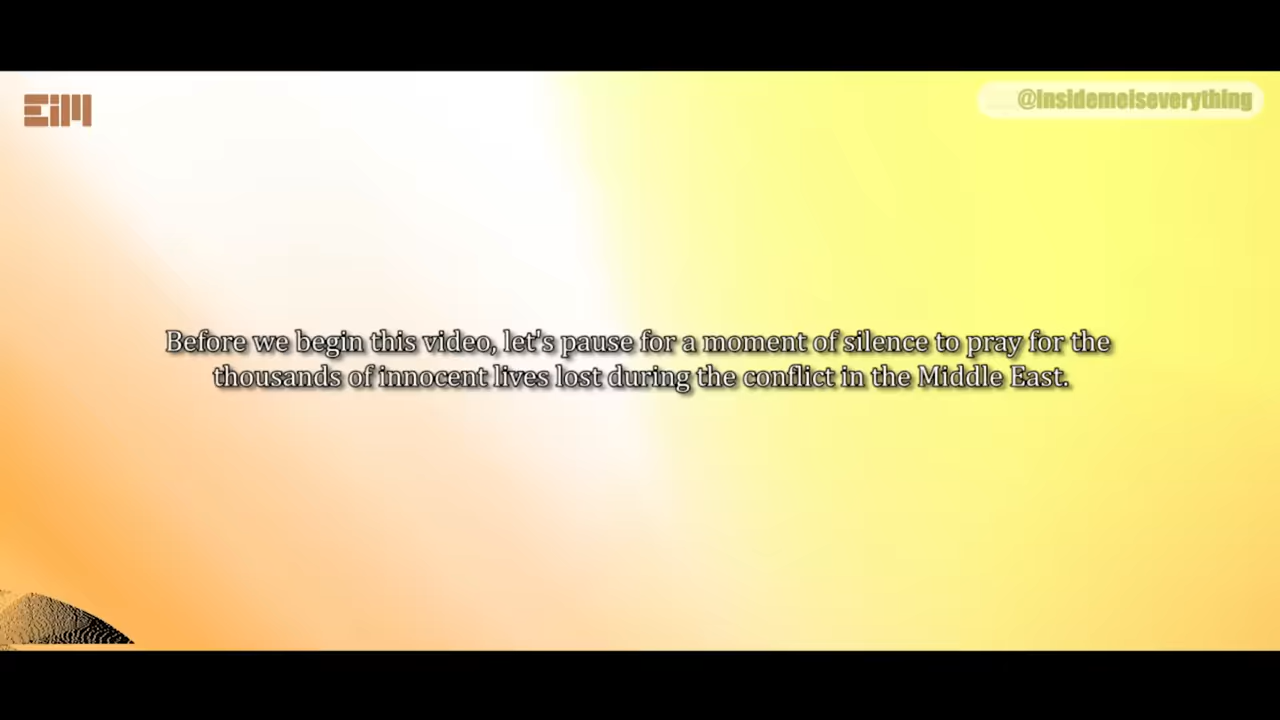 EiM
@insidemeiseverything
Before we begin this video, let's pause for a moment of silence to pray for the
thousands of innocent lives lost during the conflict in the Middle East.